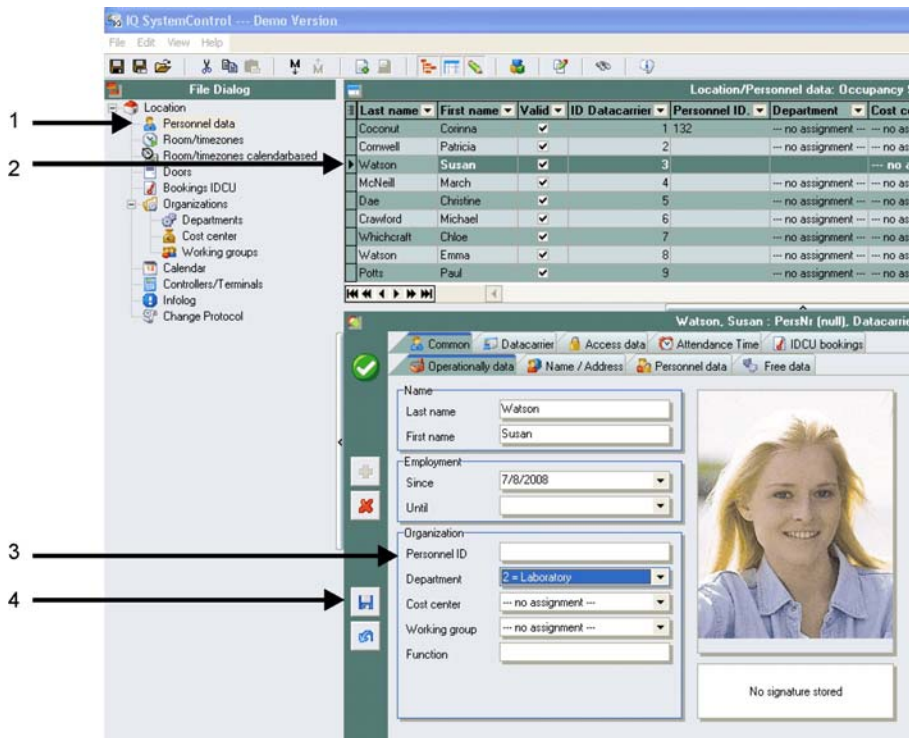 IQ SystemControl --- Demo Version
File Edit View Help
File Dialog
Location/Personnel data: Occupancy S
1
2
3
4
Location
Personnel data
Room/timezones
Room/timezones calendarbased
Doors
Bookings IDCU
Organizations
Departments
Cost center
Working groups
Calendar
Controllers/Terminals
Infolog
Change Protocol
Last name First name Valid ID Datacarrier Personnel ID. Department Cost ce
Coconut Corinna 1 132 --- no assignment --- --- no as
Cornwell Patricia 2 --- no assignment --- --- no as
Watson Susan 3 --- no a
McNeill March 4 --- no assignment --- --- no as
Dae Christine 5 --- no assignment --- --- no as
Crawford Michael 6 --- no assignment --- --- no as
Whichcraft Chloe 7 --- no assignment --- --- no as
Watson Emma 8 --- no assignment --- --- no as
Potts Paul 9 --- no assignment --- --- no as
Watson, Susan : PersNr (null), Datacarrie
Common Datacarrier Access data Attendance Time IDCU bookings
Operationally data Name / Address Personnel data Free data
Name
Last name Watson
First name Susan
Employment
Since 7/8/2008
Until
Organization
Personnel ID
Department 2 = Laboratory
Cost center --- no assignment ---
Working group --- no assignment ---
Function
No signature stored